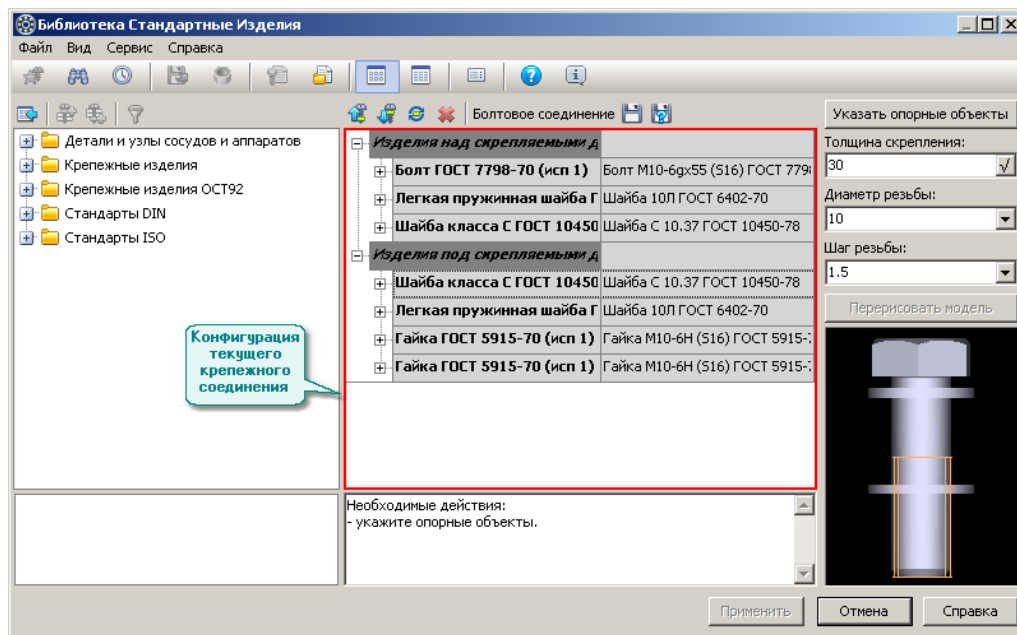 Библиотека Стандартные Изделия
Файл Вид Сервис Справка
Болтовое соединение
Детали и узлы сосудов и аппаратов
Крепежные изделия
Крепежные изделия ОСТ92
Стандарты DIN
Стандарты ISO
Конфигурация
текущего
крепежного
соединения
Изделия над скрепляемыми д
Болт ГОСТ 7798-70 (исп 1) Болт М10-6gx55 (S16) ГОСТ 779
Легкая пружинная шайба Г Шайба 10Л ГОСТ 6402-70
Шайба класса С ГОСТ 10450 Шайба С 10.37 ГОСТ 10450-78
Изделия под скрепляемыми д
Шайба класса С ГОСТ 10450 Шайба С 10.37 ГОСТ 10450-78
Легкая пружинная шайба Г Шайба 10Л ГОСТ 6402-70
Гайка ГОСТ 5915-70 (исп 1) Гайка М10-6Н (S16) ГОСТ 5915-
Гайка ГОСТ 5915-70 (исп 1) Гайка М10-6Н (S16) ГОСТ 5915-
Необходимые действия:
- укажите опорные объекты.
Указать опорные объекты
Толщина скрепления:
30
Диаметр резьбы:
10
Шаг резьбы:
1.5
Перерисовать модель
Применить Отмена Справка